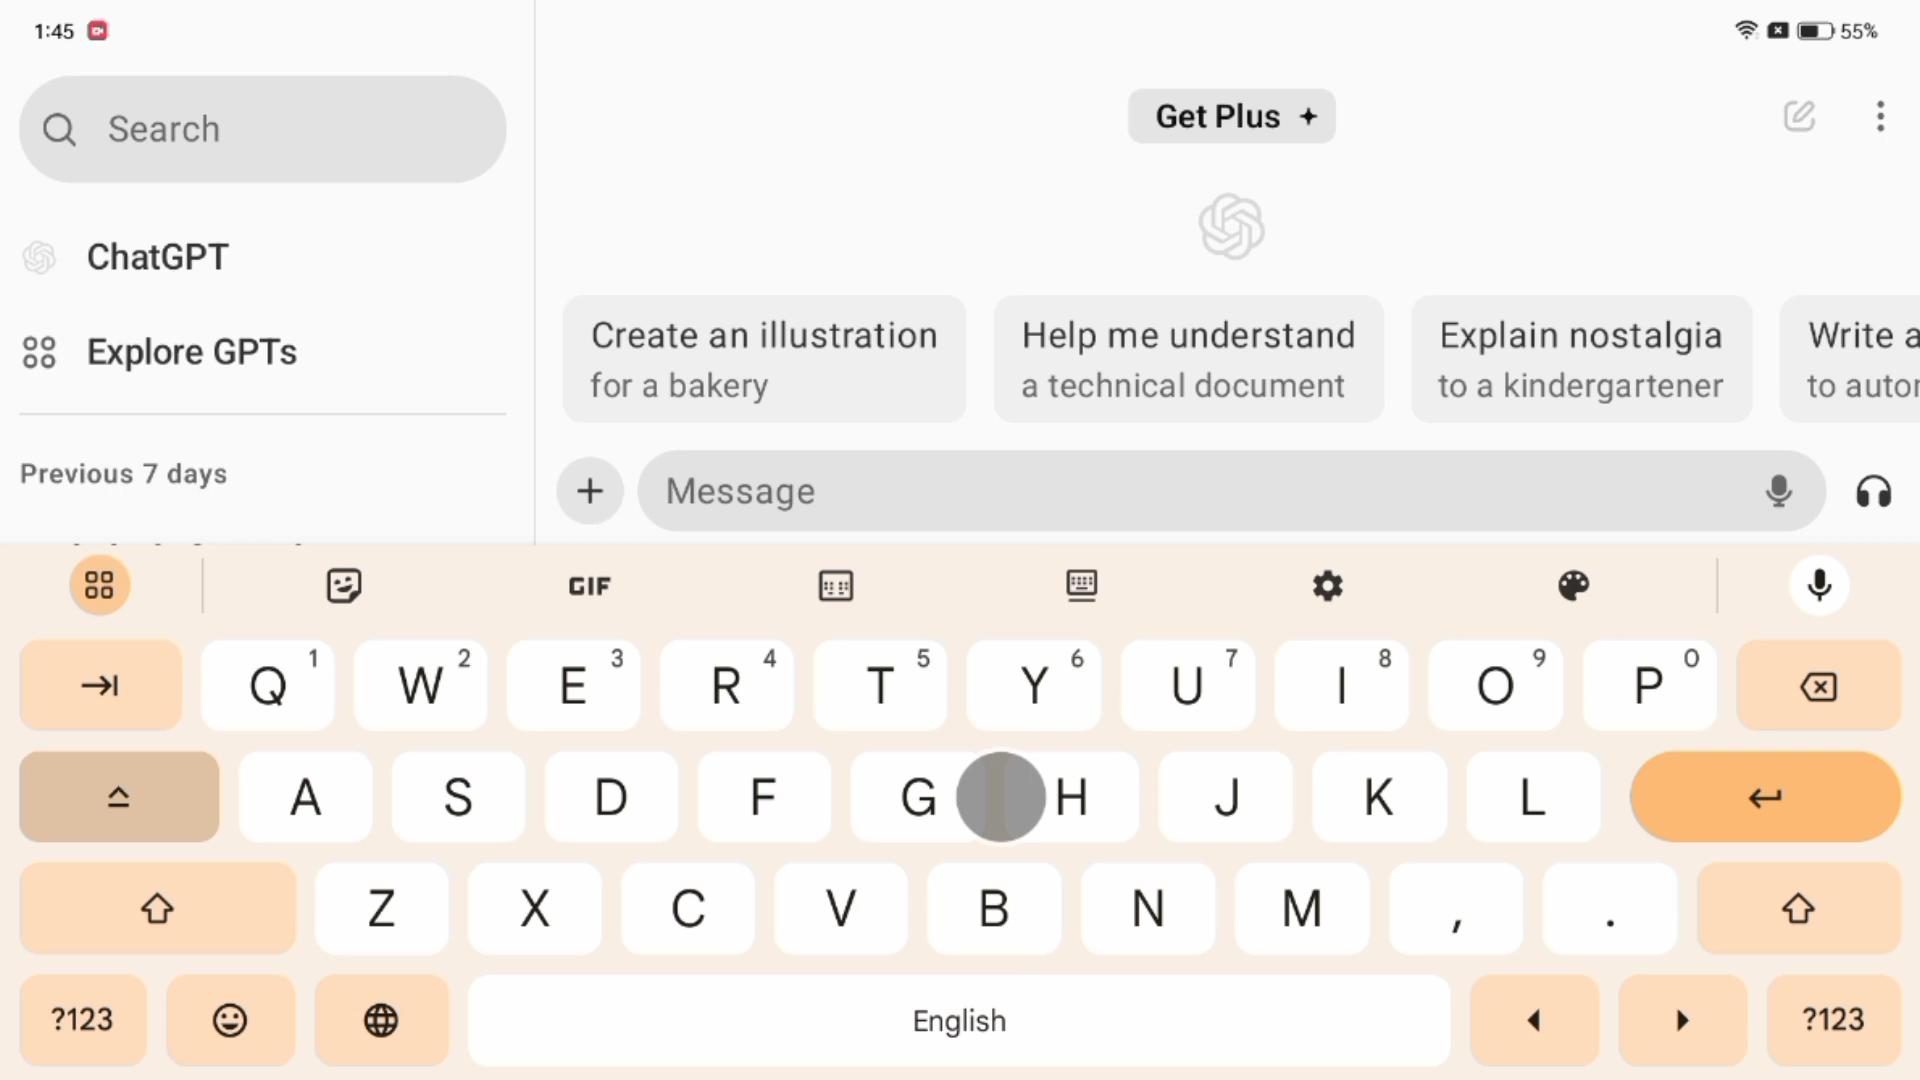 1:45
55%
Search
Get Plus
ChatGPT
Explore GPTs
Previous 7 days
Create an illustration
for a bakery
Help me understand
a technical document
Explain nostalgia
to a kindergartener
Write a
to auto
Message
GIF
Q 1 W 2 E 3 R 4 T 5 Y 6 U 7 I 8 O 9 P 0
A S D F G H J K L
Z X C V B N M , .
?123 English ?123